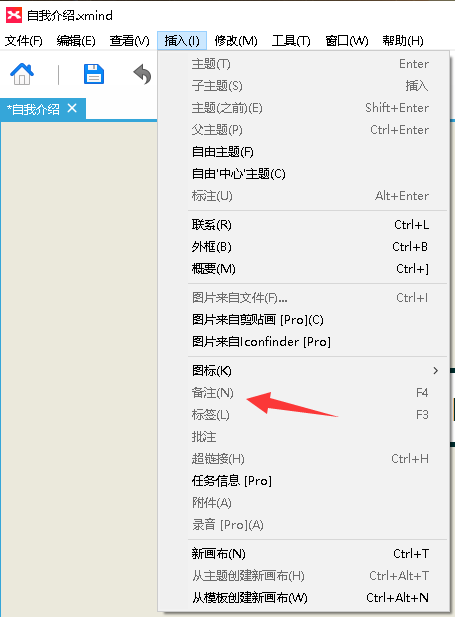 自我介绍.xmind
文件(F) 编辑(E) 查看(V) 插入(I) 修改(M) 工具(T) 窗口(W) 帮助(H)
*自我介绍
主题(T) Enter
子主题(S) 插入
主题(之前)(E) Shift+Enter
父主题(P) Ctrl+Enter
自由主题(F)
自由'中心'主题(C)
标注(U) Alt+Enter
联系(R) Ctrl+L
外框(B) Ctrl+B
概要(M) Ctrl+]
图片来自文件(F)... Ctrl+I
图片来自剪贴画 [Pro](C)
图片来自Iconfinder [Pro]
图标(K)
备注(N) F4
标签(L) F3
批注
超链接(H) Ctrl+H
任务信息 [Pro]
附件(A)
录音 [Pro](A)
新画布(N) Ctrl+T
从主题创建新画布(H) Ctrl+Alt+T
从模板创建新画布(W) Ctrl+Alt+N